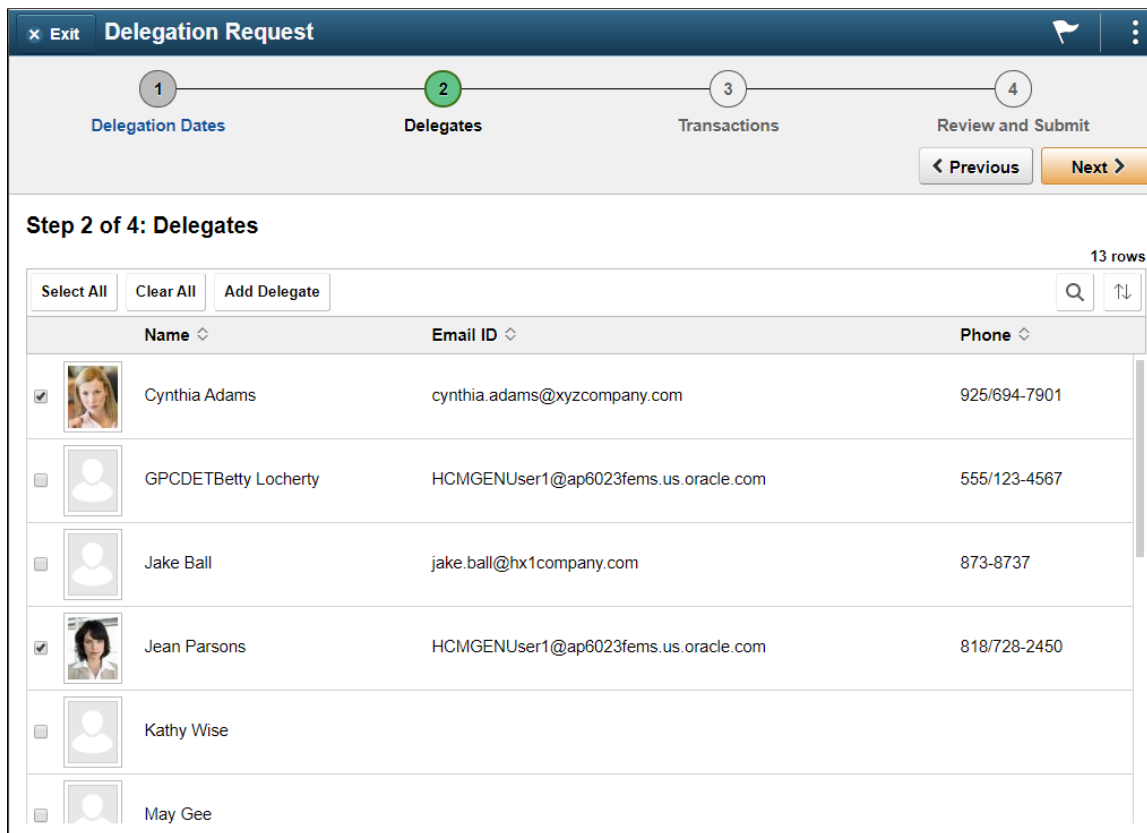 × Exit Delegation Request
1 2 3 4
Delegation Dates Delegates Transactions Review and Submit
Previous Next
Step 2 of 4: Delegates
13 rows
Select All Clear All Add Delegate
Name Email ID Phone
Cynthia Adams cynthia.adams@xyzcompany.com 925/694-7901
GPCDETBetty Locherty HCMGENUser1@ap6023fems.us.oracle.com 555/123-4567
Jake Ball jake.ball@hx1company.com 873-8737
Jean Parsons HCMGENUser1@ap6023fems.us.oracle.com 818/728-2450
Kathy Wise
May Gee